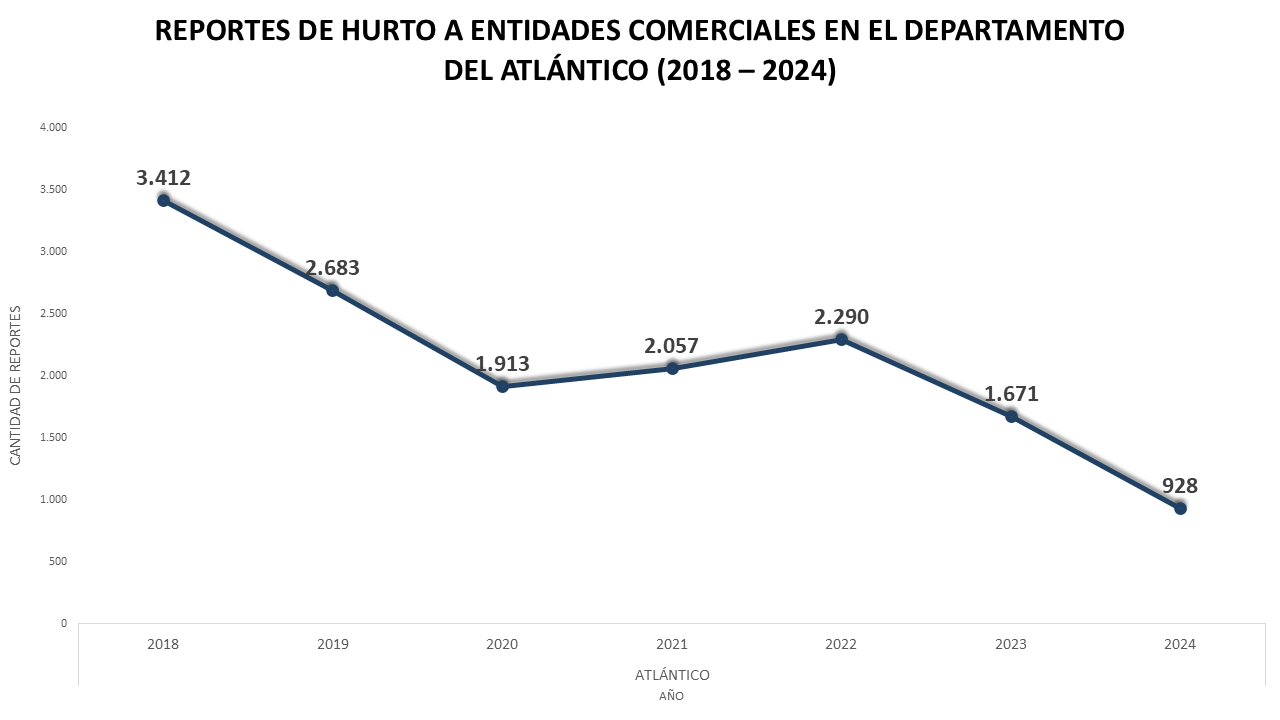 REPORTES DE HURTO A ENTIDADES COMERCIALES EN EL DEPARTAMENTO
DEL ATLÁNTICO (2018 – 2024)
CANTIDAD DE REPORTES
4.000
3.500
3.000
2.500
2.000
1.500
1.000
500
0
3.412
2.683
1.913
2.057
2.290
1.671
928
2018 2019 2020 2021 2022 2023 2024
ATLÁNTICO
AÑO